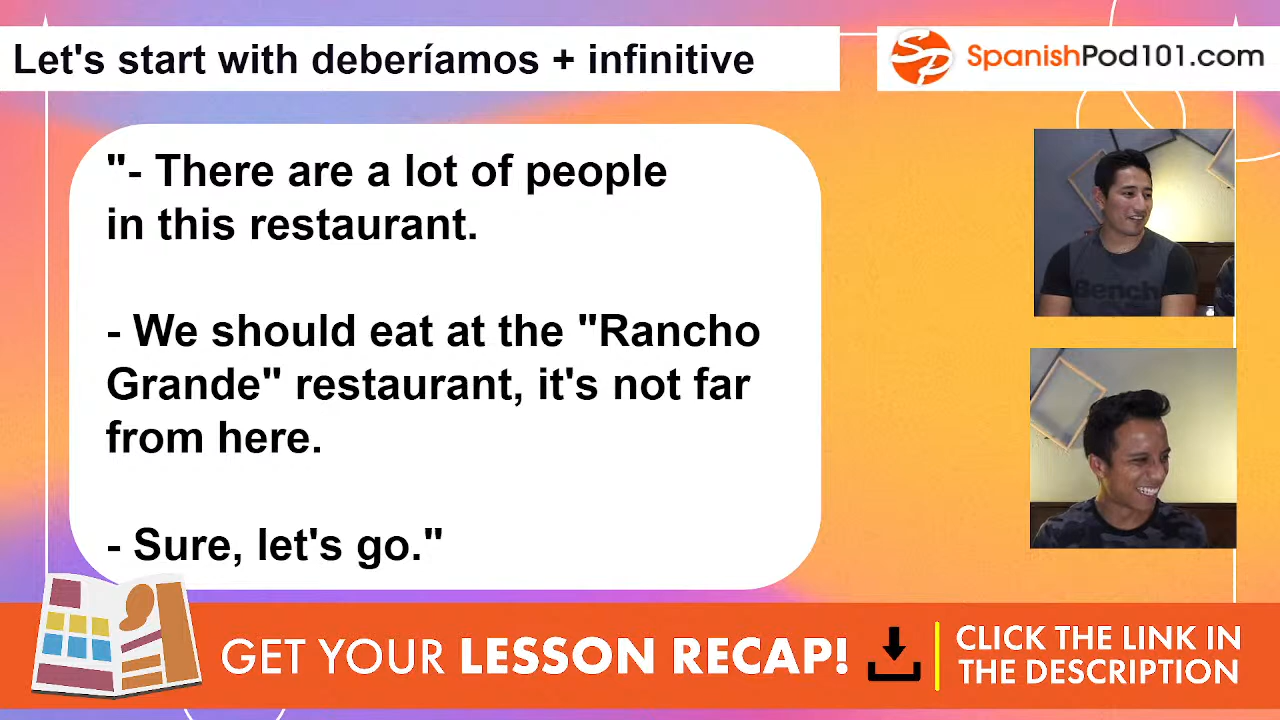 Let's start with deberíamos + infinitive
SP SpanishPod101.com
"- There are a lot of people
in this restaurant.
- We should eat at the "Rancho
Grande" restaurant, it's not far
from here.
- Sure, let's go."
Bench
GET YOUR LESSON RECAP!
CLICK THE LINK IN
THE DESCRIPTION